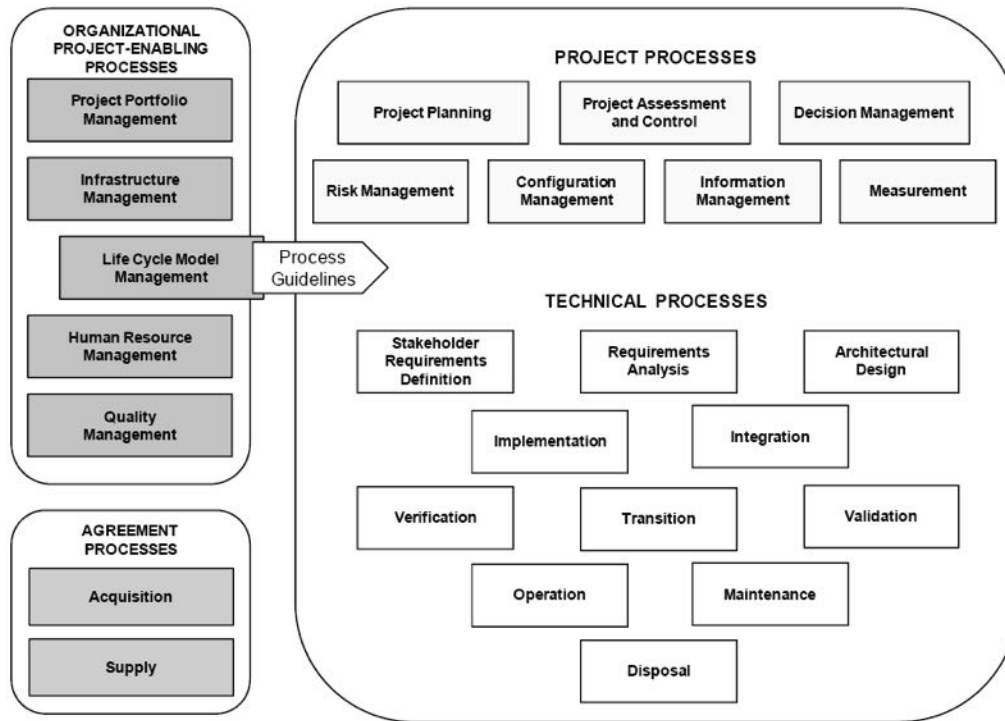 ORGANIZATIONAL
PROJECT-ENABLING
PROCESSES
Project Portfolio
Management
Infrastructure
Management
Life Cycle Model
Management
Human Resource
Management
Quality
Management
AGREEMENT
PROCESSES
Acquisition
Supply
Process
Guidelines
PROJECT PROCESSES
Project Planning
Project Assessment
and Control
Decision Management
Risk Management
Configuration
Management
Information
Management
Measurement
TECHNICAL PROCESSES
Stakeholder
Requirements
Definition
Requirements
Analysis
Architectural
Design
Implementation
Integration
Verification
Transition
Validation
Operation
Maintenance
Disposal